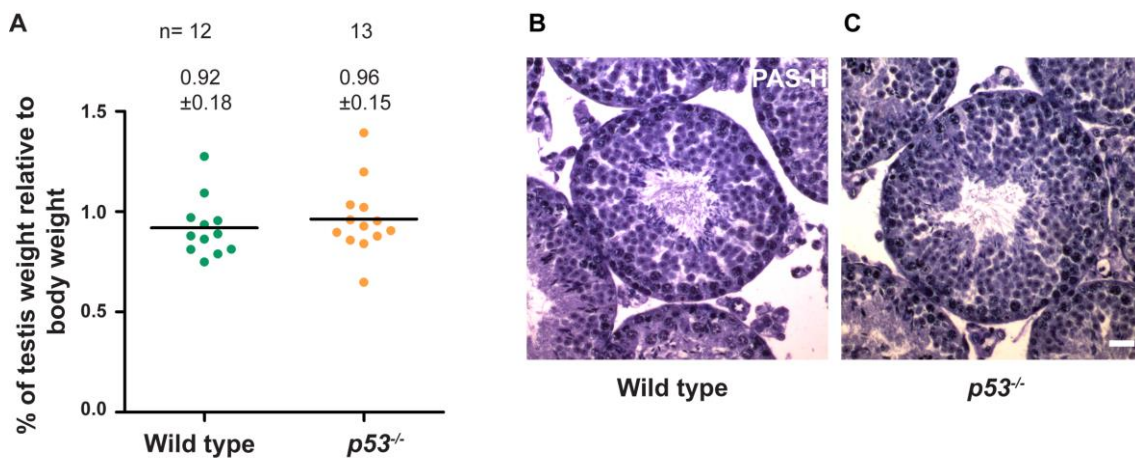 A
n= 12
13
0.92
±0.18
0.96
±0.15
% of testis weight relative to
body weight
1.5
1.0
0.5
0.0
Wild type
p53-/-
B
PAS-H
Wild type
C
p53-/-